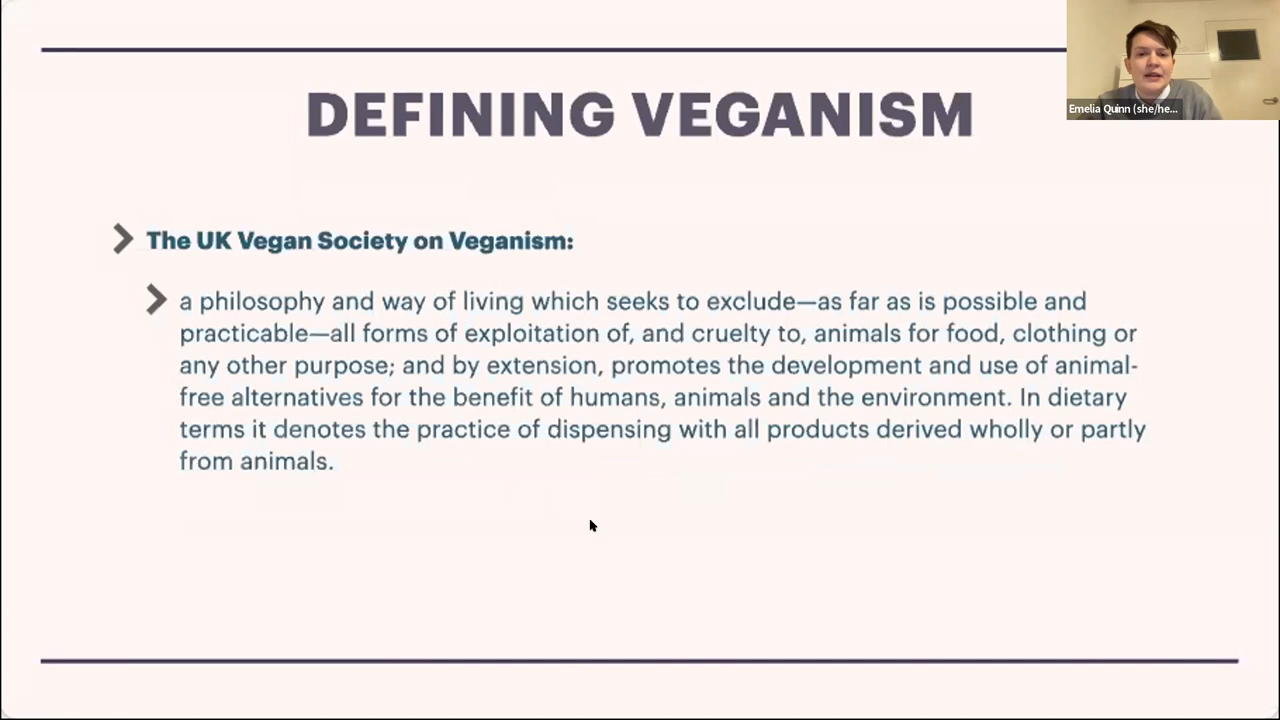 DEFINING VEGANISM
Emelia Quinn (she/he...
The UK Vegan Society on Veganism:
a philosophy and way of living which seeks to exclude—as far as is possible and
practicable—all forms of exploitation of, and cruelty to, animals for food, clothing or
any other purpose; and by extension, promotes the development and use of animal-
free alternatives for the benefit of humans, animals and the environment. In dietary
terms it denotes the practice of dispensing with all products derived wholly or partly
from animals.